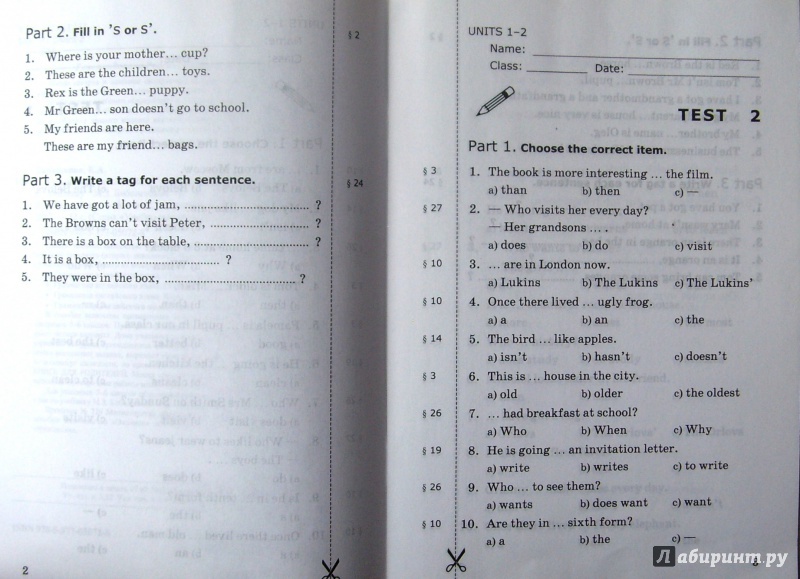 Part 2. Fill in 's or s'.
1. Where is your mother... cup?
§ 2
2. These are the children... toys.
3. Rex is the Green... puppy.
4. Mr Green... son doesn't go to school.
5. My friends are here.
These are my friend... bags.
Part 3. Write a tag for each sentence.
§ 24
1. We have got a lot of jam, .................................... ?
2. The Browns can't visit Peter, ................................. ?
3. There is a box on the table, ................................. ?
4. It is a box, ................................. ?
5. They were in the box, ....................................... ?
2
UNITS 1–2
Name:
Class: Date:
TEST 2
Part 1. Choose the correct item.
§ 3 1. The book is more interesting ... the film.
a) than b) then c) —
§ 27 2. — Who visits her every day?
— Her grandsons ... .
a) does b) do c) visit
§ 10 3. ... are in London now.
a) Lukins b) The Lukins c) The Lukins'
§ 10 4. Once there lived ... ugly frog.
a) a b) an c) the
§ 14 5. The bird ... like apples.
a) isn't b) hasn't c) doesn't
§ 3 6. This is ... house in the city.
a) old b) older c) the oldest
§ 26 7. ... had breakfast at school?
a) Who b) When c) Why
§ 19 8. He is going ... an invitation letter.
a) write b) writes c) to write
§ 26 9. Who ... to see them?
a) wants b) does want c) want
§ 10 10. Are they in ... sixth form?
a) a b) the c) —
Лабиринт.ру